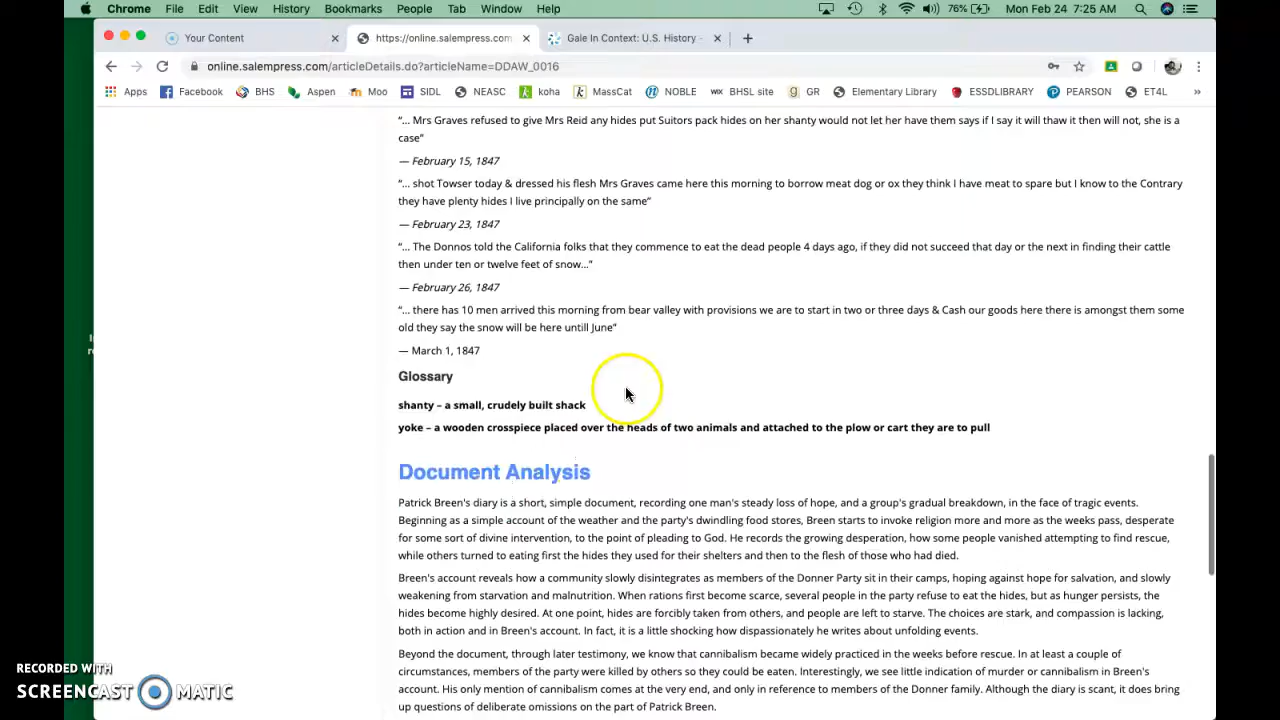 Chrome File Edit View History Bookmarks People Tab Window Help 76% Mon Feb 24 7:25 AM
Your Content × https://online.salempress.com × Gale In Context: U.S. History - × +
online.salempress.com/articleDetails.do?articleName=DDAW_0016
Apps Facebook BHS Aspen Moo SIDL NEASC koha MassCat NOBLE WIX BHSL site GR Elementary Library ESSDLIBRARY PEARSON ET4L »
“... Mrs Graves refused to give Mrs Reid any hides put Suitors pack hides on her shanty would not let her have them says if I say it will thaw it then will not, she is a
case”
— February 15, 1847
“... shot Towser today & dressed his flesh Mrs Graves came here this morning to borrow meat dog or ox they think I have meat to spare but I know to the Contrary
they have plenty hides I live principally on the same”
— February 23, 1847
“... The Donnos told the California folks that they commence to eat the dead people 4 days ago, if they did not succeed that day or the next in finding their cattle
then under ten or twelve feet of snow...”
— February 26, 1847
“... there has 10 men arrived this morning from bear valley with provisions we are to start in two or three days & Cash our goods here there is amongst them some
old they say the snow will be here untill June”
— March 1, 1847
Glossary
shanty – a small, crudely built shack
yoke – a wooden crosspiece placed over the heads of two animals and attached to the plow or cart they are to pull
Document Analysis
Patrick Breen's diary is a short, simple document, recording one man's steady loss of hope, and a group's gradual breakdown, in the face of tragic events.
Beginning as a simple account of the weather and the party's dwindling food stores, Breen starts to invoke religion more and more as the weeks pass, desperate
for some sort of divine intervention, to the point of pleading to God. He records the growing desperation, how some people vanished attempting to find rescue,
while others turned to eating first the hides they used for their shelters and then to the flesh of those who had died.
Breen's account reveals how a community slowly disintegrates as members of the Donner Party sit in their camps, hoping against hope for salvation, and slowly
weakening from starvation and malnutrition. When rations first become scarce, several people in the party refuse to eat the hides, but as hunger persists, the
hides become highly desired. At one point, hides are forcibly taken from others, and people are left to starve. The choices are stark, and compassion is lacking,
both in action and in Breen's account. In fact, it is a little shocking how dispassionately he writes about unfolding events.
Beyond the document, through later testimony, we know that cannibalism became widely practiced in the weeks before rescue. In at least a couple of
circumstances, members of the party were killed by others so they could be eaten. Interestingly, we see little indication of murder or cannibalism in Breen's
account. His only mention of cannibalism comes at the very end, and only in reference to members of the Donner family. Although the diary is scant, it does bring
up questions of deliberate omissions on the part of Patrick Breen.
RECORDED WITH
SCREENCAST MATIC